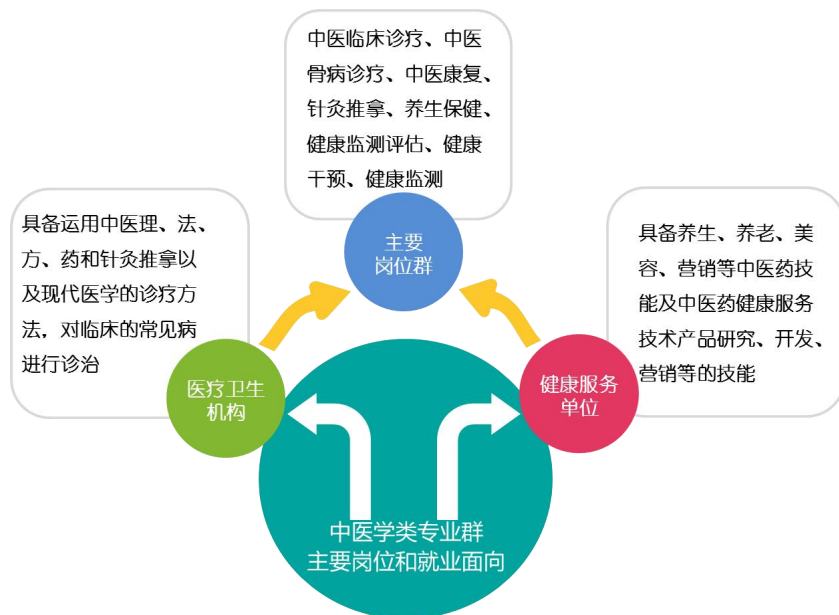 中医临床诊疗、中医
骨病诊疗、中医康复、
针灸推拿、养生保健、
健康监测评估、健康
干预、健康监测
主要
岗位群
具备运用中医理、法、
方、药和针灸推拿以
及现代医学的诊疗方
法，对临床的常见病
进行诊治
医疗卫生
机构
具备养生、养老、美
容、营销等中医药技
能及中医药健康服务
技术产品研究、开发、
营销等的技能
健康服务
单位
中医学类专业群
主要岗位和就业面向